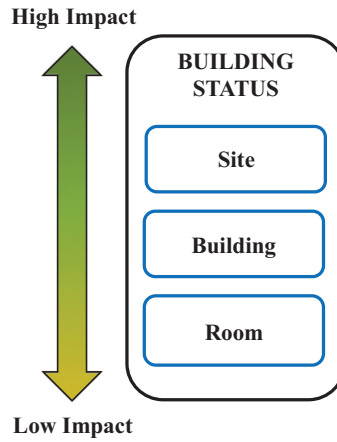 High Impact
BUILDING
STATUS
Site
Building
Room
Low Impact